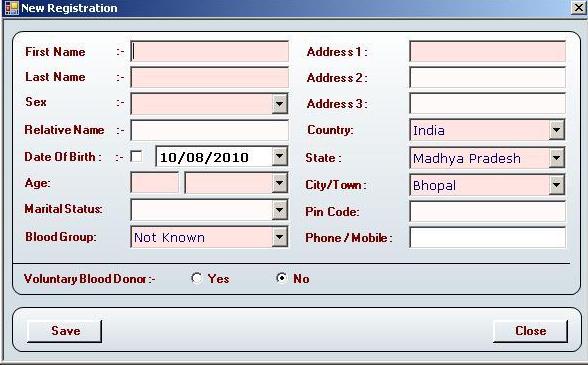 New Registration
First Name :-
Last Name :-
Sex :-
Relative Name :-
Date Of Birth : :- 10/08/2010
Age:
Marital Status:
Blood Group: Not Known
Address 1 :
Address 2 :
Address 3 :
Country: India
State : Madhya Pradesh
City/Town : Bhopal
Pin Code:
Phone / Mobile :
Voluntary Blood Donor:- Yes No
Save Close